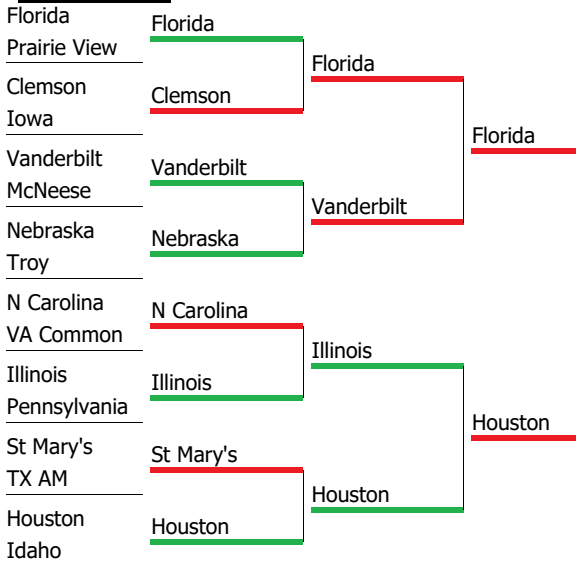 Florida
Prairie View
Clemson
Iowa
Vanderbilt
McNeese
Nebraska
Troy
N Carolina
VA Common
Illinois
Pennsylvania
St Mary's
TX AM
Houston
Idaho
Florida
Clemson
Vanderbilt
Nebraska
N Carolina
Illinois
St Mary's
Houston
Florida
Vanderbilt
Illinois
Houston
Florida
Houston